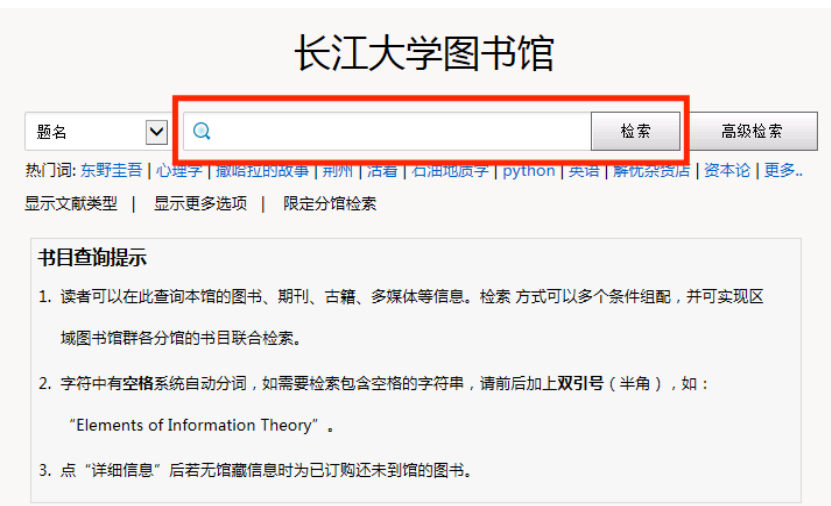 长江大学图书馆
题名 检索 高级检索
热门词: 东野圭吾 | 心理学 | 撒哈拉的故事 | 荆州 | 活着 | 石油地质学 | python | 英语 | 解忧杂货店 | 资本论 | 更多..
显示文献类型 | 显示更多选项 | 限定分馆检索
书目查询提示
1. 读者可以在此查询本馆的图书、期刊、古籍、多媒体等信息。检索 方式可以多个条件组配，并可实现区
域图书馆群各分馆的书目联合检索。
2. 字符中有空格系统自动分词，如需要检索包含空格的字符串，请前后加上双引号（半角），如：
“Elements of Information Theory”。
3. 点“详细信息”后若无馆藏信息时为已订购还未到馆的图书。